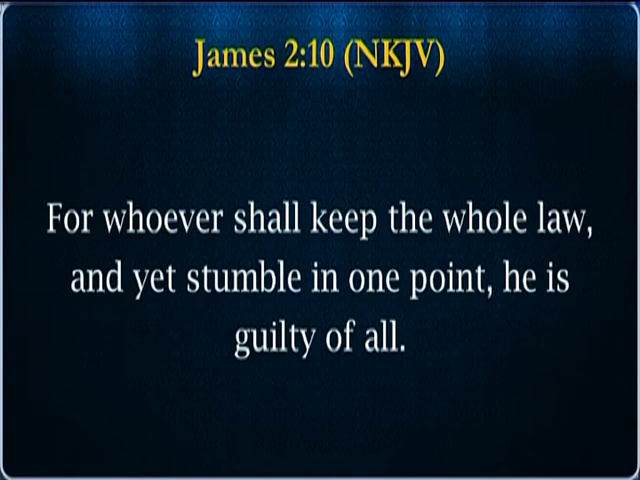 James 2:10 (NKJV)
For whoever shall keep the whole law,
and yet stumble in one point, he is
guilty of all.